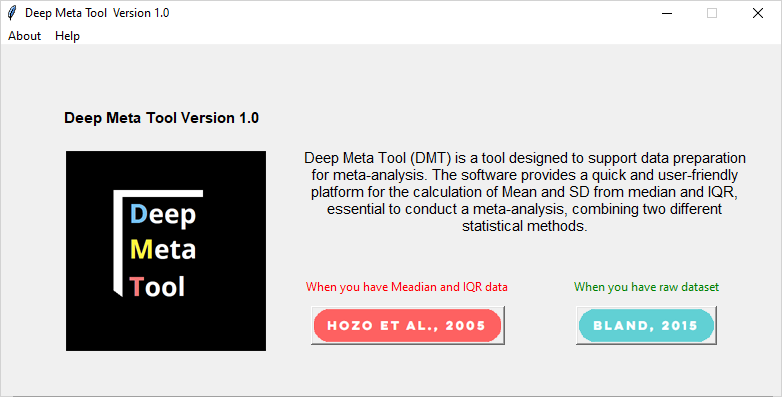 Deep Meta Tool Version 1.0
About Help
Deep Meta Tool Version 1.0
Deep
Meta
Tool
Deep Meta Tool (DMT) is a tool designed to support data preparation
for meta-analysis. The software provides a quick and user-friendly
platform for the calculation of Mean and SD from median and IQR,
essential to conduct a meta-analysis, combining two different
statistical methods.
When you have Meadian and IQR data
When you have raw dataset
HOZO ET AL., 2005
BLAND, 2015